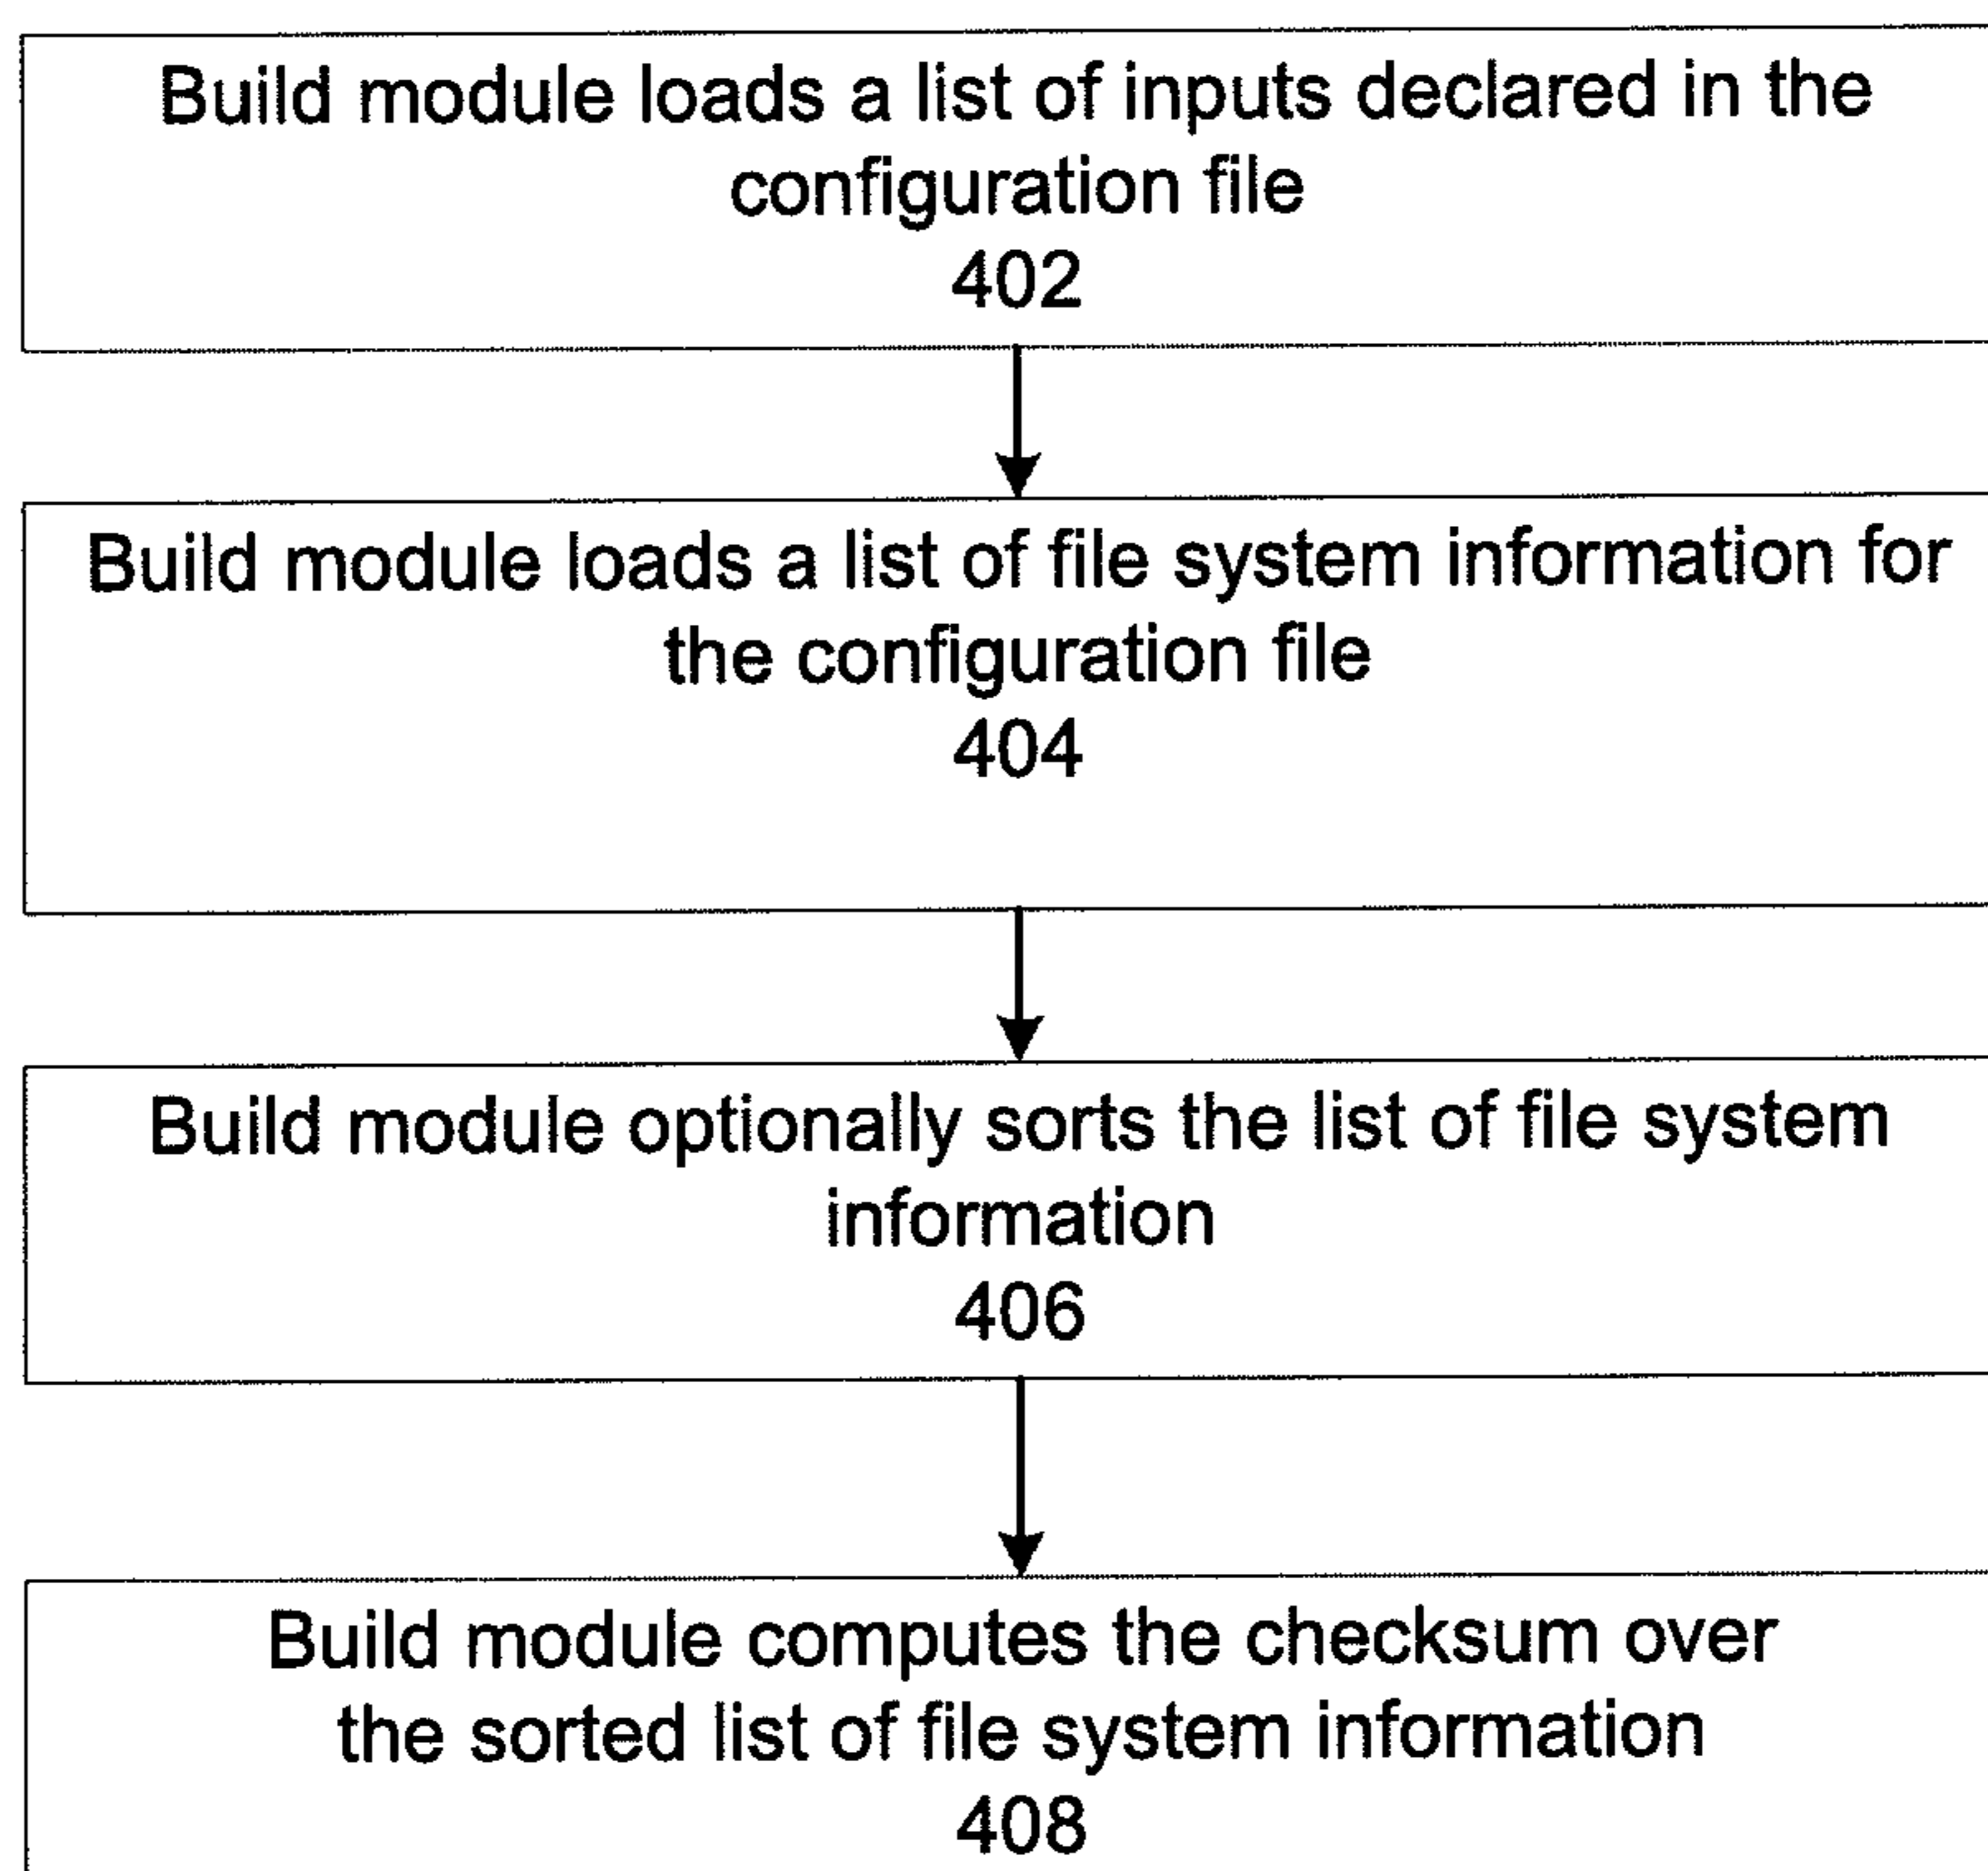 Build module loads a list of inputs declared in the
configuration file
402
Build module loads a list of file system information for
the configuration file
404
Build module optionally sorts the list of file system
information
406
Build module computes the checksum over
the sorted list of file system information
408